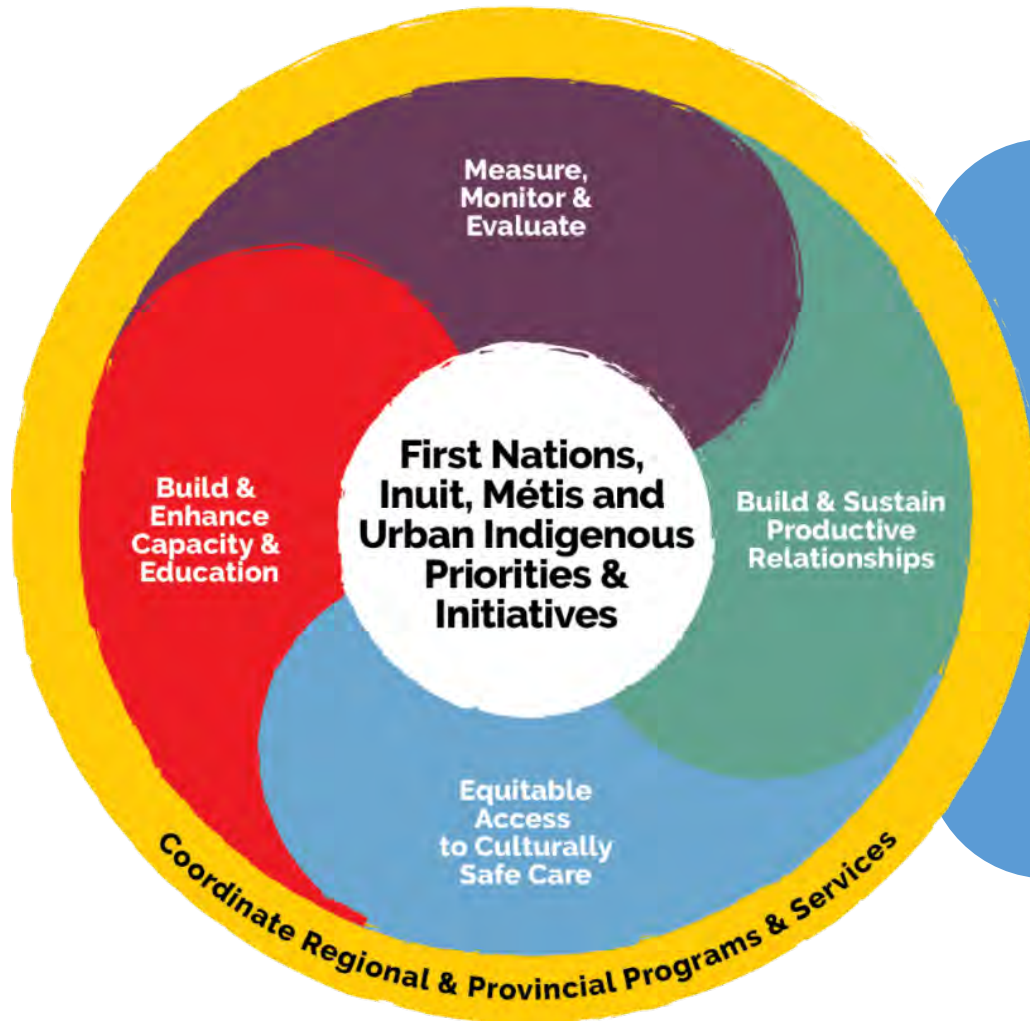 Measure,
Monitor &
Evaluate
Build &
Enhance
Capacity &
Education
First Nations,
Inuit, Métis and
Urban Indigenous
Priorities &
Initiatives
Build & Sustain
Productive
Relationships
Equitable
Access
to Culturally
Safe Care
Coordinate Regional & Provincial Programs & Services